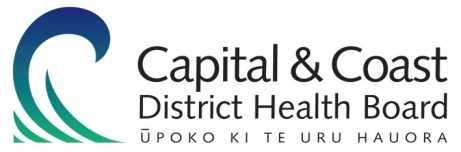 Capital & Coast
District Health Board
ŪPOKO KI TE URU HAUORA